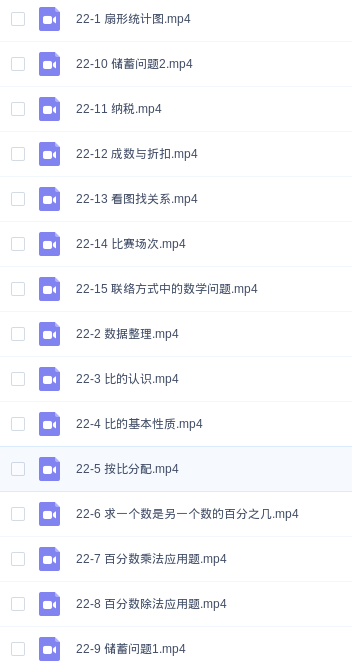 22-1 扇形统计图.mp4
22-10 储蓄问题2.mp4
22-11 纳税.mp4
22-12 成数与折扣.mp4
22-13 看图找关系.mp4
22-14 比赛场次.mp4
22-15 联络方式中的数学问题.mp4
22-2 数据整理.mp4
22-3 比的认识.mp4
22-4 比的基本性质.mp4
22-5 按比分配.mp4
22-6 求一个数是另一个数的百分之几.mp4
22-7 百分数乘法应用题.mp4
22-8 百分数除法应用题.mp4
22-9 储蓄问题1.mp4